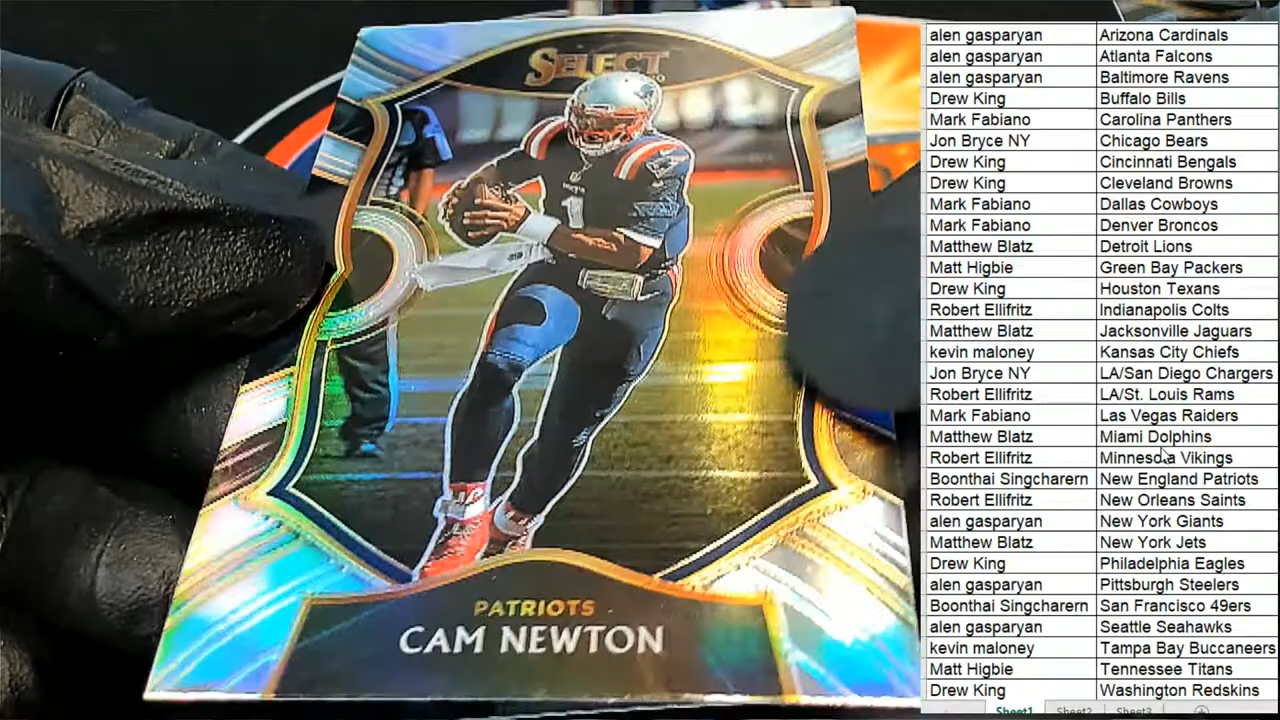 SELECT
1
PATRIOTS
CAM NEWTON
alen gasparyan Arizona Cardinals
alen gasparyan Atlanta Falcons
alen gasparyan Baltimore Ravens
Drew King Buffalo Bills
Mark Fabiano Carolina Panthers
Jon Bryce NY Chicago Bears
Drew King Cincinnati Bengals
Drew King Cleveland Browns
Mark Fabiano Dallas Cowboys
Mark Fabiano Denver Broncos
Matthew Blatz Detroit Lions
Matt Higbie Green Bay Packers
Drew King Houston Texans
Robert Ellifritz Indianapolis Colts
Matthew Blatz Jacksonville Jaguars
kevin maloney Kansas City Chiefs
Jon Bryce NY LA/San Diego Chargers
Robert Ellifritz LA/St. Louis Rams
Mark Fabiano Las Vegas Raiders
Matthew Blatz Miami Dolphins
Robert Ellifritz Minnesota Vikings
Boonthai Singcharern New England Patriots
Robert Ellifritz New Orleans Saints
alen gasparyan New York Giants
Matthew Blatz New York Jets
Drew King Philadelphia Eagles
alen gasparyan Pittsburgh Steelers
Boonthai Singcharern San Francisco 49ers
alen gasparyan Seattle Seahawks
kevin maloney Tampa Bay Buccaneers
Matt Higbie Tennessee Titans
Drew King Washington Redskins
Sheet1 Sheet2 Sheet3